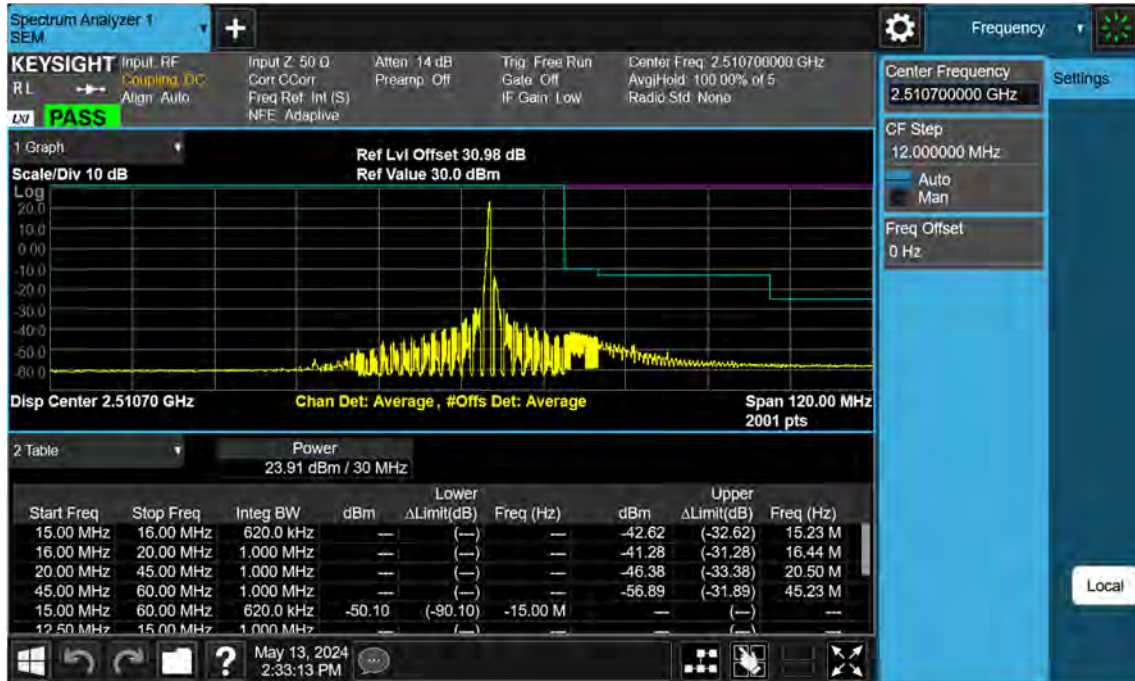 Spectrum Analyzer 1
SEM
+
Frequency
KEYSIGHT
RL
LXI
PASS
Input: RF
Coupling: DC
Align: Auto
Input Z: 50 Ω
Corr CCorr
Freq Ref: Int (S)
NFE: Adaptive
Atten: 14 dB
Preamp: Off
Trig: Free Run
Gate: Off
IF Gain: Low
Center Freq: 2.510700000 GHz
Avg|Hold: 100.00% of 5
Radio Std: None
Center Frequency
2.510700000 GHz
Settings
CF Step
12.000000 MHz
Auto
Man
Freq Offset
0 Hz
1 Graph
Scale/Div 10 dB
Ref Lvl Offset 30.98 dB
Ref Value 30.0 dBm
Log
20.0
10.0
0.00
-10.0
-20.0
-30.0
-40.0
-50.0
-60.0
Disp Center 2.51070 GHz
Chan Det: Average, #Offs Det: Average
Span 120.00 MHz
2001 pts
2 Table
Power
23.91 dBm / 30 MHz
Lower Upper
Start Freq Stop Freq Integ BW dBm ΔLimit(dB) Freq (Hz) dBm ΔLimit(dB) Freq (Hz)
15.00 MHz 16.00 MHz 620.0 kHz --- (---) --- -42.62 (-32.62) 15.23 M
16.00 MHz 20.00 MHz 1.000 MHz --- (---) --- -41.28 (-31.28) 16.44 M
20.00 MHz 45.00 MHz 1.000 MHz --- (---) --- -46.38 (-33.38) 20.50 M
45.00 MHz 60.00 MHz 1.000 MHz --- (---) --- -56.89 (-31.89) 45.23 M
15.00 MHz 60.00 MHz 620.0 kHz -50.10 (-90.10) -15.00 M --- (---) ---
12.50 MHz 15.00 MHz 1.000 MHz --- (---) --- --- (---) ---
Local
?
May 13, 2024
2:33:13 PM